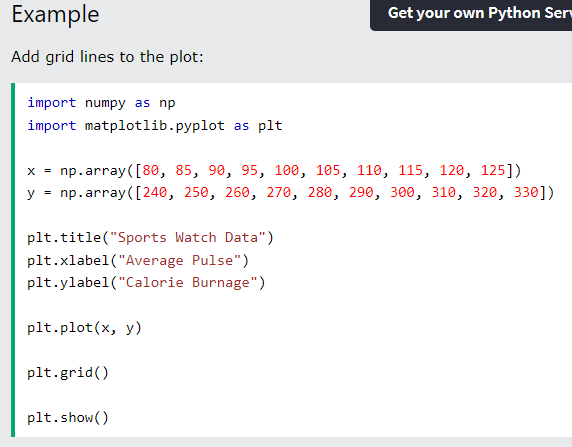 Example
Get your own Python Serv
Add grid lines to the plot:
import numpy as np
import matplotlib.pyplot as plt
x = np.array([80, 85, 90, 95, 100, 105, 110, 115, 120, 125])
y = np.array([240, 250, 260, 270, 280, 290, 300, 310, 320, 330])
plt.title("Sports Watch Data")
plt.xlabel("Average Pulse")
plt.ylabel("Calorie Burnage")
plt.plot(x, y)
plt.grid()
plt.show()